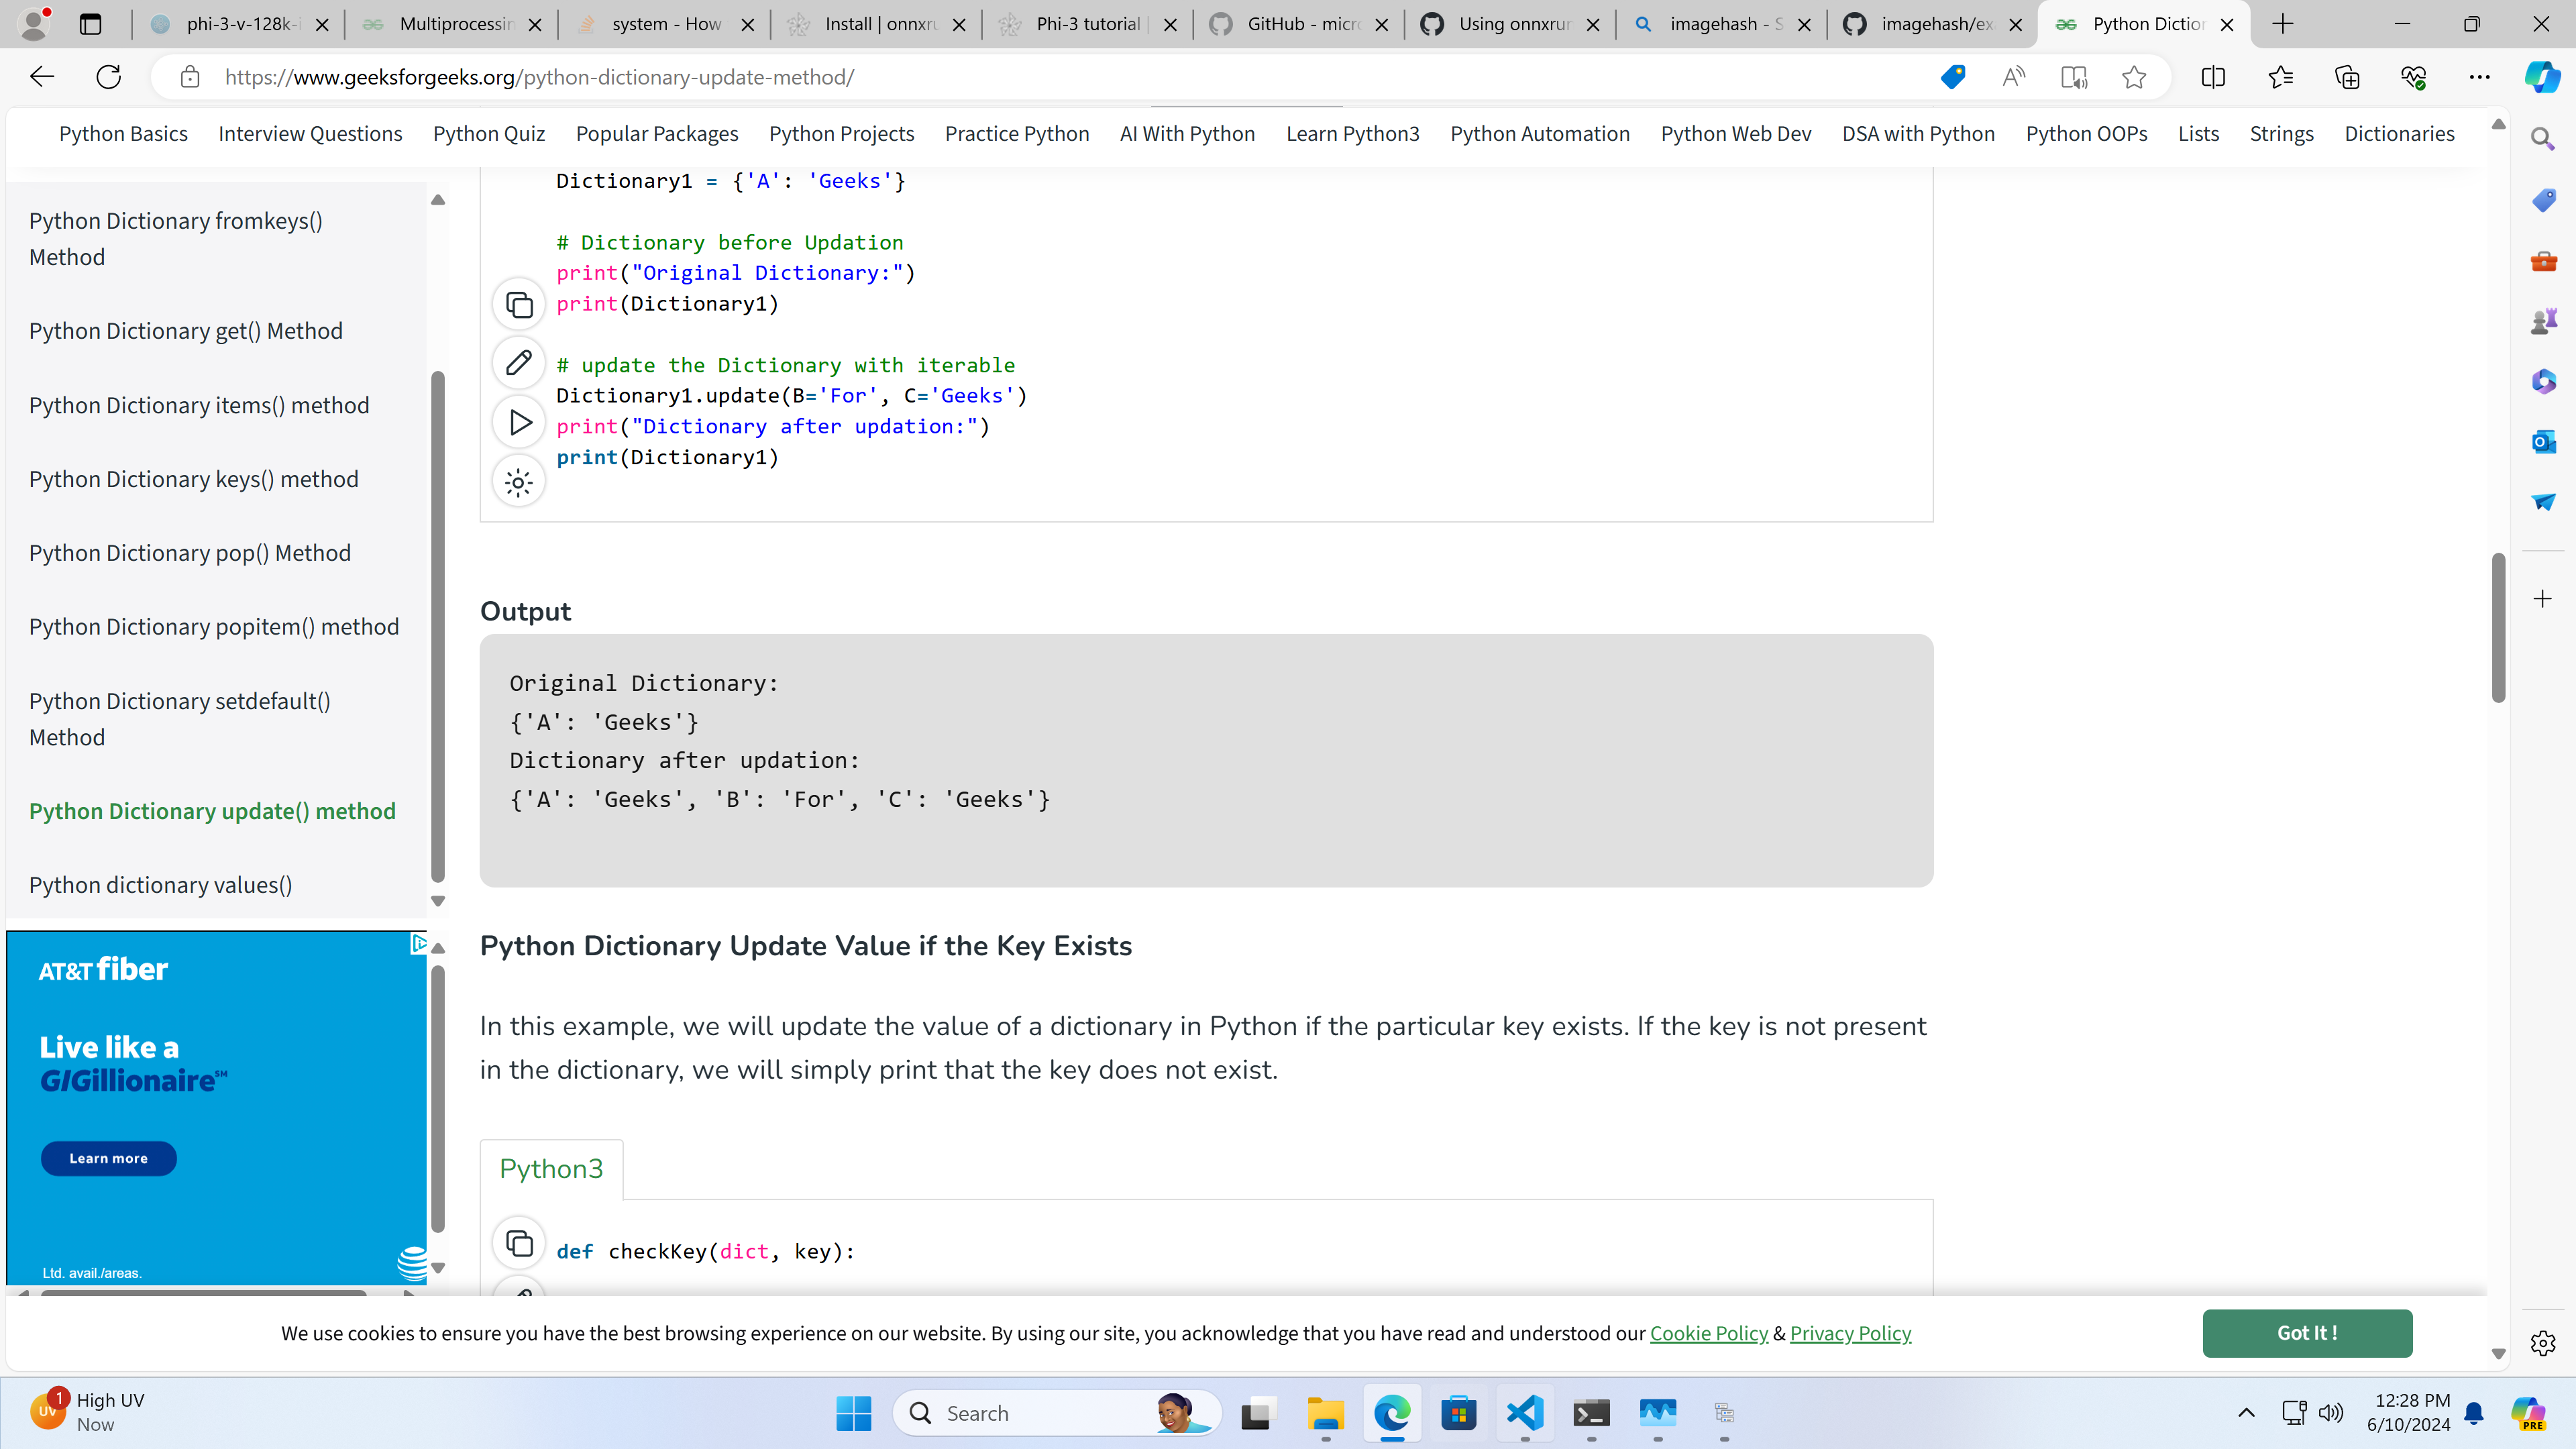 phi-3-v-128k-i
Multiprocessin
system - How
Install | onnxru
Phi-3 tutorial |
GitHub - micro
Using onnxrun
imagehash - S
imagehash/exa
Python Diction
https://www.geeksforgeeks.org/python-dictionary-update-method/
Python Basics
Interview Questions
Python Quiz
Popular Packages
Python Projects
Practice Python
AI With Python
Learn Python3
Python Automation
Python Web Dev
DSA with Python
Python OOPs
Lists
Strings
Dictionaries
Python Dictionary fromkeys()
Method
Python Dictionary get() Method
Python Dictionary items() method
Python Dictionary keys() method
Python Dictionary pop() Method
Python Dictionary popitem() method
Python Dictionary setdefault()
Method
Python Dictionary update() method
Python dictionary values()
AT&T fiber
Live like a
GIGillionaire℠
Learn more
Ltd. avail./areas.
Dictionary1 = {'A': 'Geeks'}
# Dictionary before Updation
print("Original Dictionary:")
print(Dictionary1)
# update the Dictionary with iterable
Dictionary1.update(B='For', C='Geeks')
print("Dictionary after updation:")
print(Dictionary1)
Output
Original Dictionary:
{'A': 'Geeks'}
Dictionary after updation:
{'A': 'Geeks', 'B': 'For', 'C': 'Geeks'}
Python Dictionary Update Value if the Key Exists
In this example, we will update the value of a dictionary in Python if the particular key exists. If the key is not present
in the dictionary, we will simply print that the key does not exist.
Python3
def checkKey(dict, key):
We use cookies to ensure you have the best browsing experience on our website. By using our site, you acknowledge that you have read and understood our Cookie Policy & Privacy Policy
Got It !
UV
1
High UV
Now
Search
12:28 PM
6/10/2024
PRE